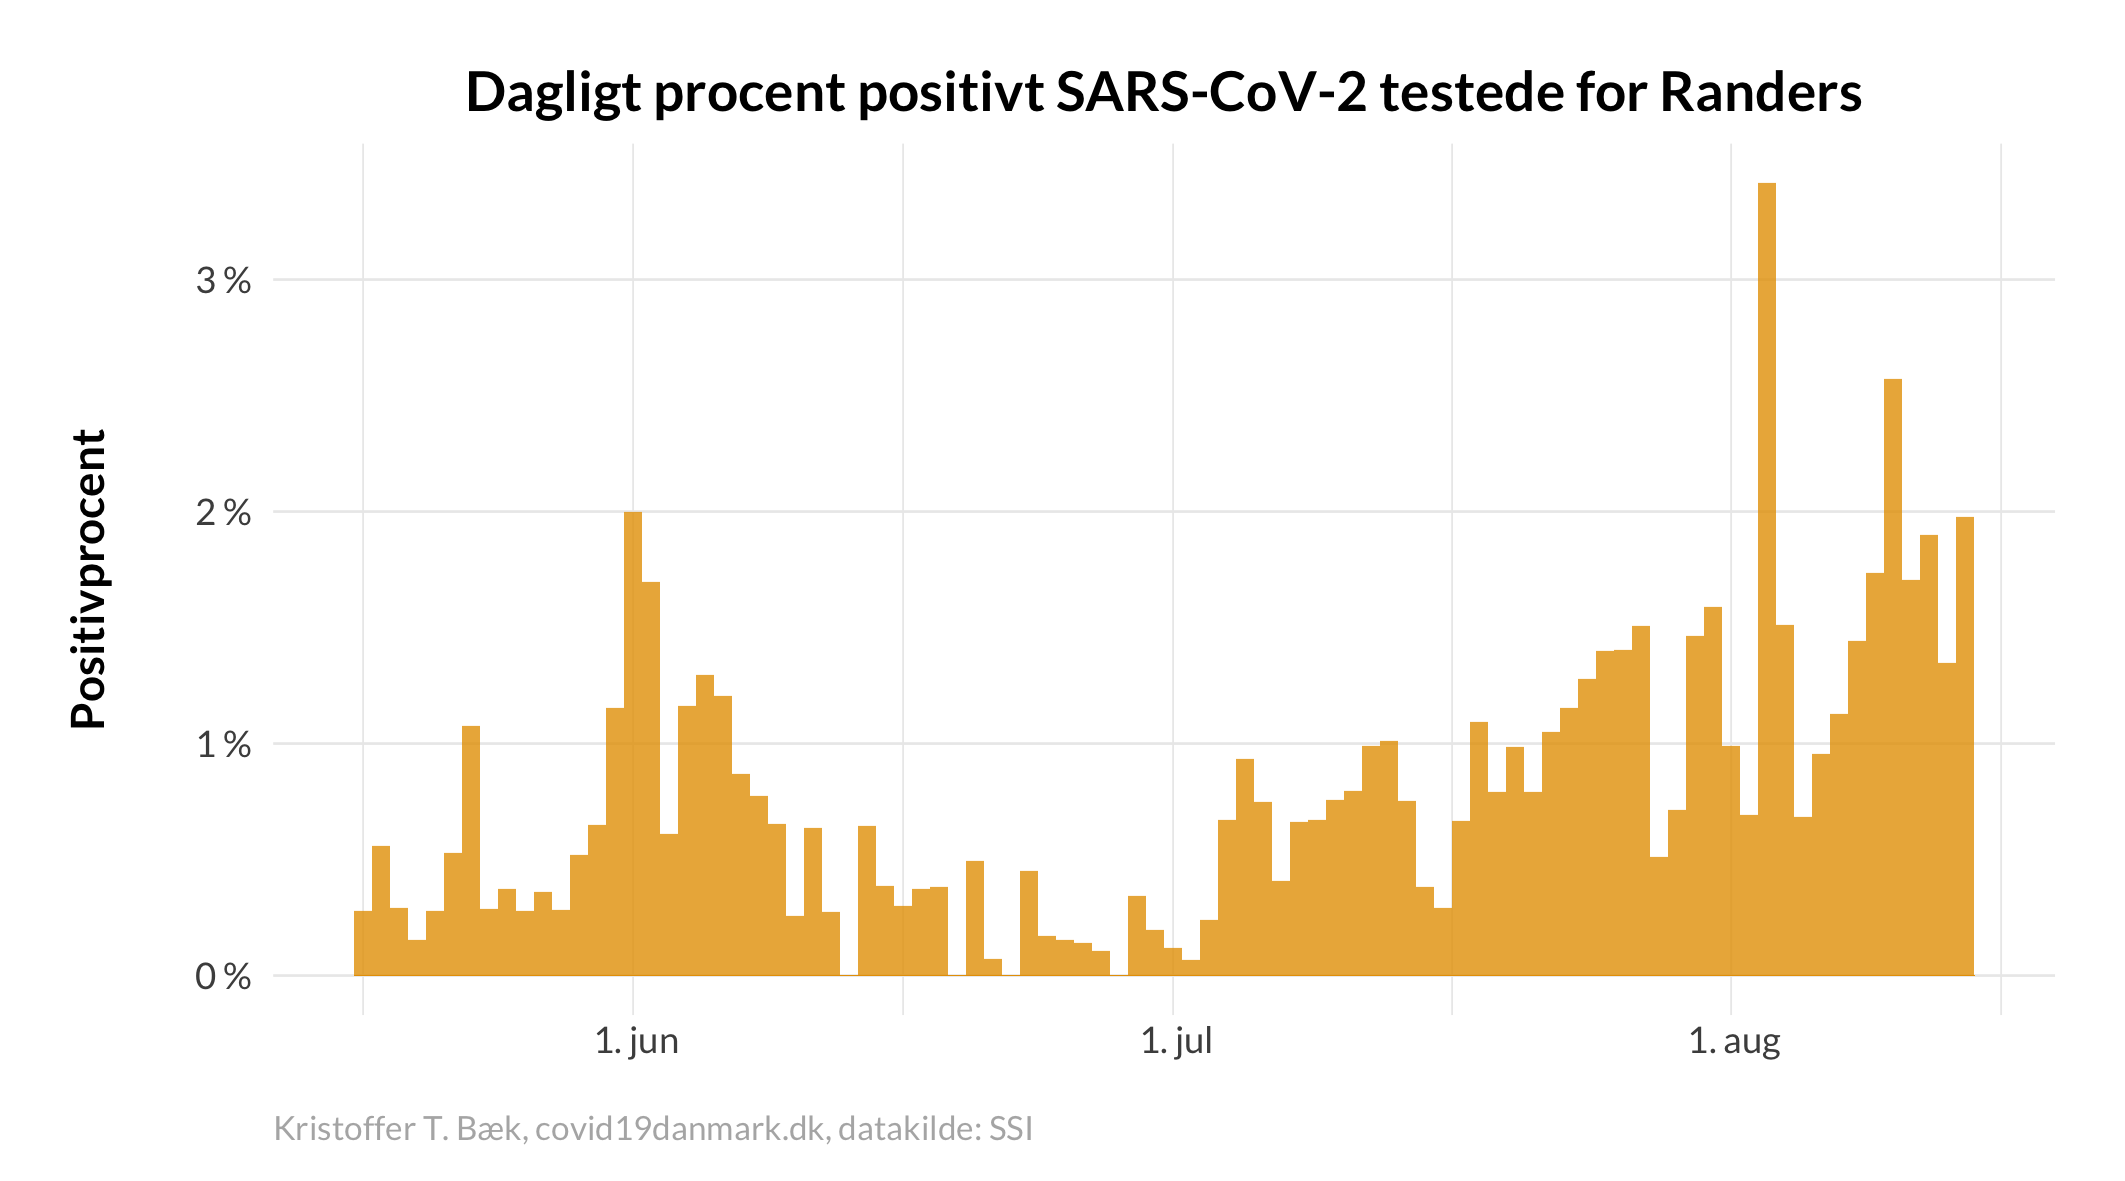 Dagligt procent positivt SARS-CoV-2 testede for Randers
Positivprocent
3 %
2 %
1 %
0 %
1. jun
1. jul
1. aug
Kristoffer T. Bæk, covid19danmark.dk, datakilde: SSI